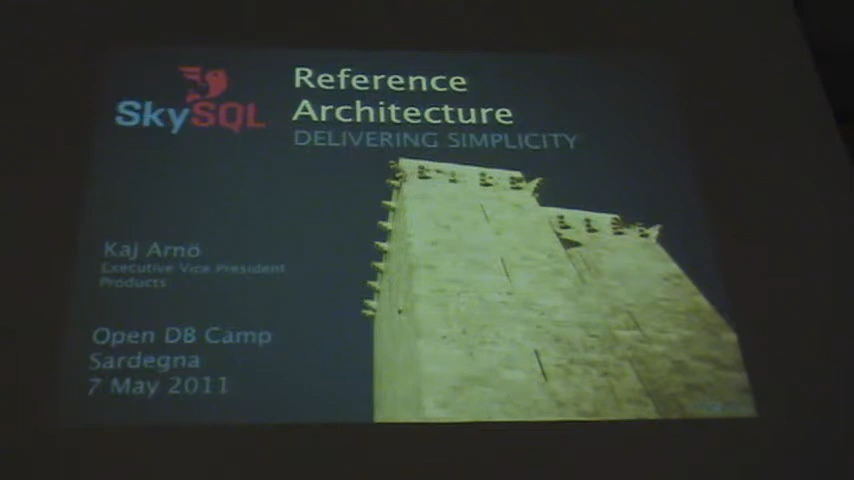 SkySQL
Reference
Architecture
DELIVERING SIMPLICITY
Kaj Arnö
Executive Vice President
Products
Open DB Camp
Sardegna
7 May 2011